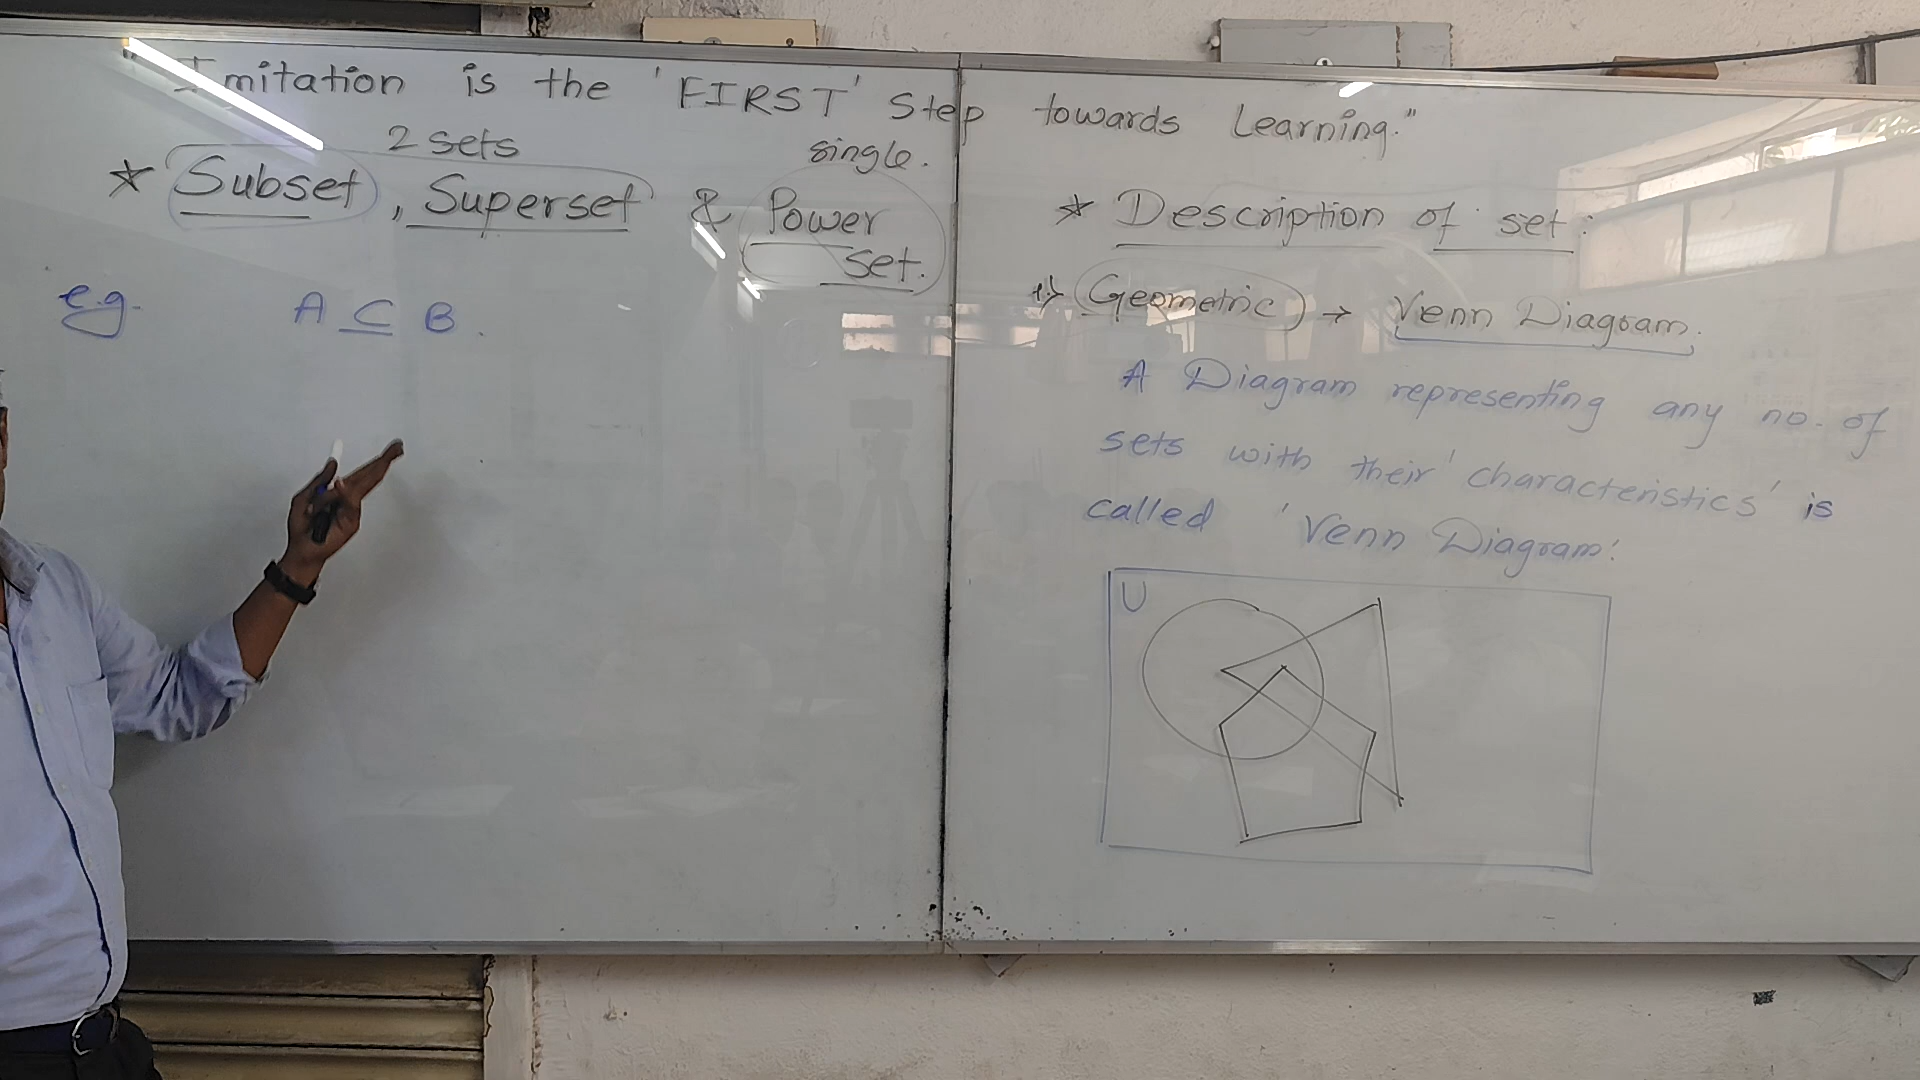 "Imitation is the 'FIRST' Step towards Learning."
2 sets single.
* Subset, Superset & Power set.
e.g. A ⊆ B.
* Description of set:
1> Geometric → Venn Diagram.
A Diagram representing any no. of
sets with their 'characteristics' is
called 'Venn Diagram'.
U